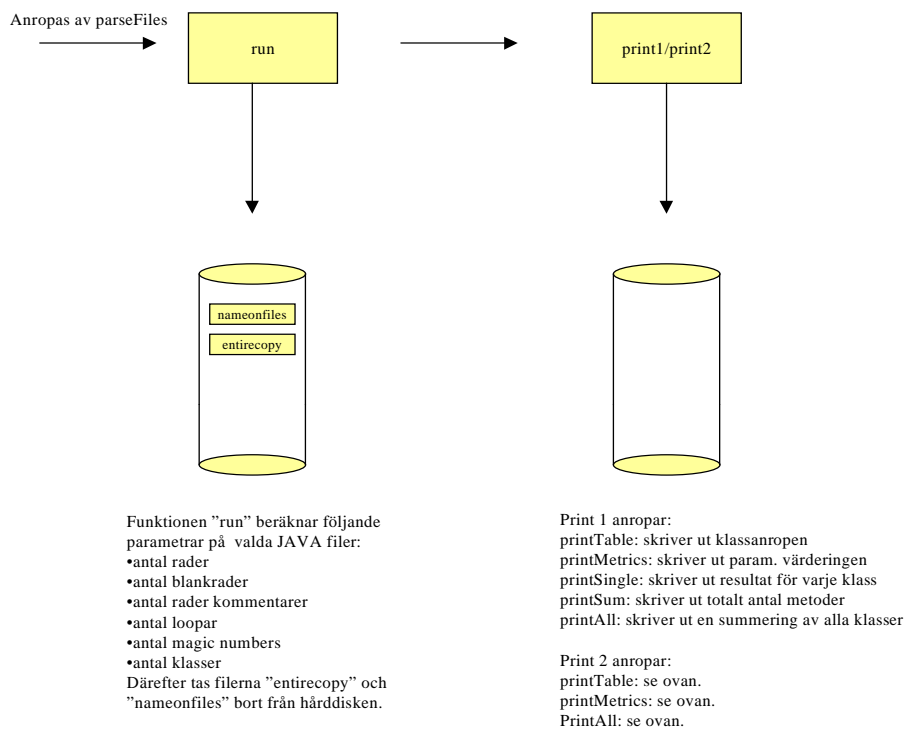 Anropas av parseFiles
run
print1/print2
nameonfiles
entirecopy
Funktionen ”run” beräknar följande
parametrar på valda JAVA filer:
•antal rader
•antal blankrader
•antal rader kommentarer
•antal loopar
•antal magic numbers
•antal klasser
Därefter tas filerna ”entirecopy” och
”nameonfiles” bort från hårddisken.
Print 1 anropar:
printTable: skriver ut klassanropen
printMetrics: skriver ut param. värderingen
printSingle: skriver ut resultat för varje klass
printSum: skriver ut totalt antal metoder
printAll: skriver ut en summering av alla klasser
Print 2 anropar:
printTable: se ovan.
printMetrics: se ovan.
PrintAll: se ovan.